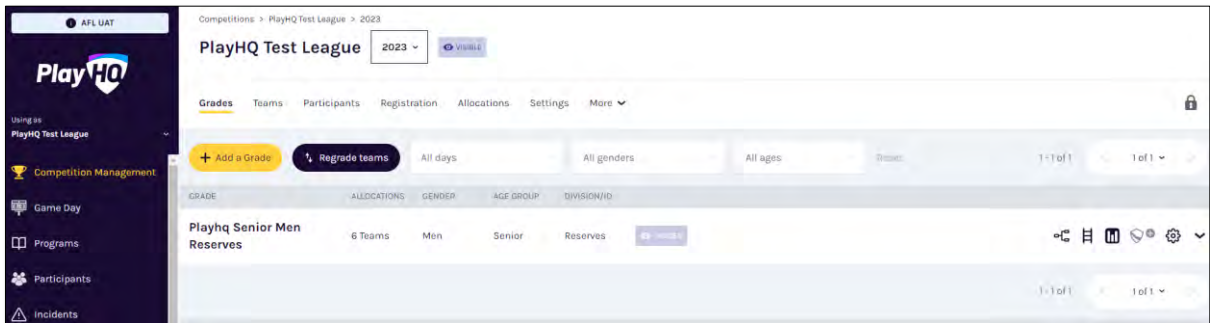 AFL UAT
PlayHQ
Using as
PlayHQ Test League
Competition Management
Game Day
Programs
Participants
Incidents
Competitions > PlayHQ Test League > 2023
PlayHQ Test League
2023
VISIBLE
Grades Teams Participants Registration Allocations Settings More
+ Add a Grade
Regrade teams
All days
All genders
All ages
Reset
1-1 of 1
1 of 1
GRADE ALLOCATIONS GENDER AGE GROUP DIVISION/ID
Playhq Senior Men
Reserves
6 Teams Men Senior Reserves VISIBLE
1-1 of 1
1 of 1